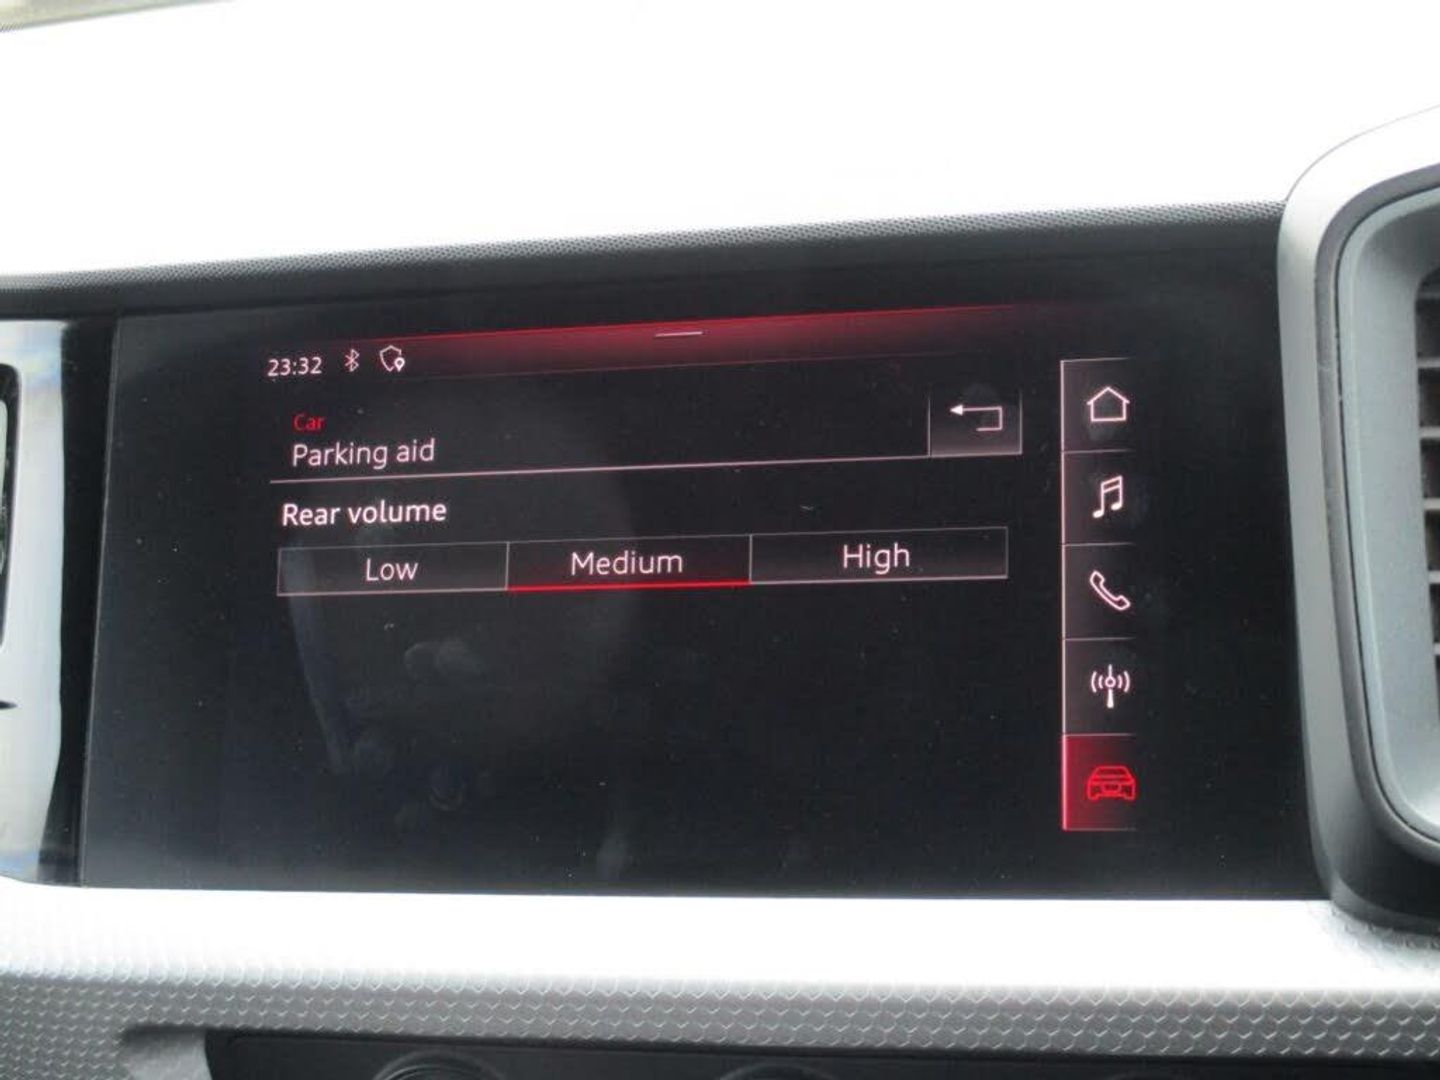 23:32
Car
Parking aid
Rear volume
Low Medium High